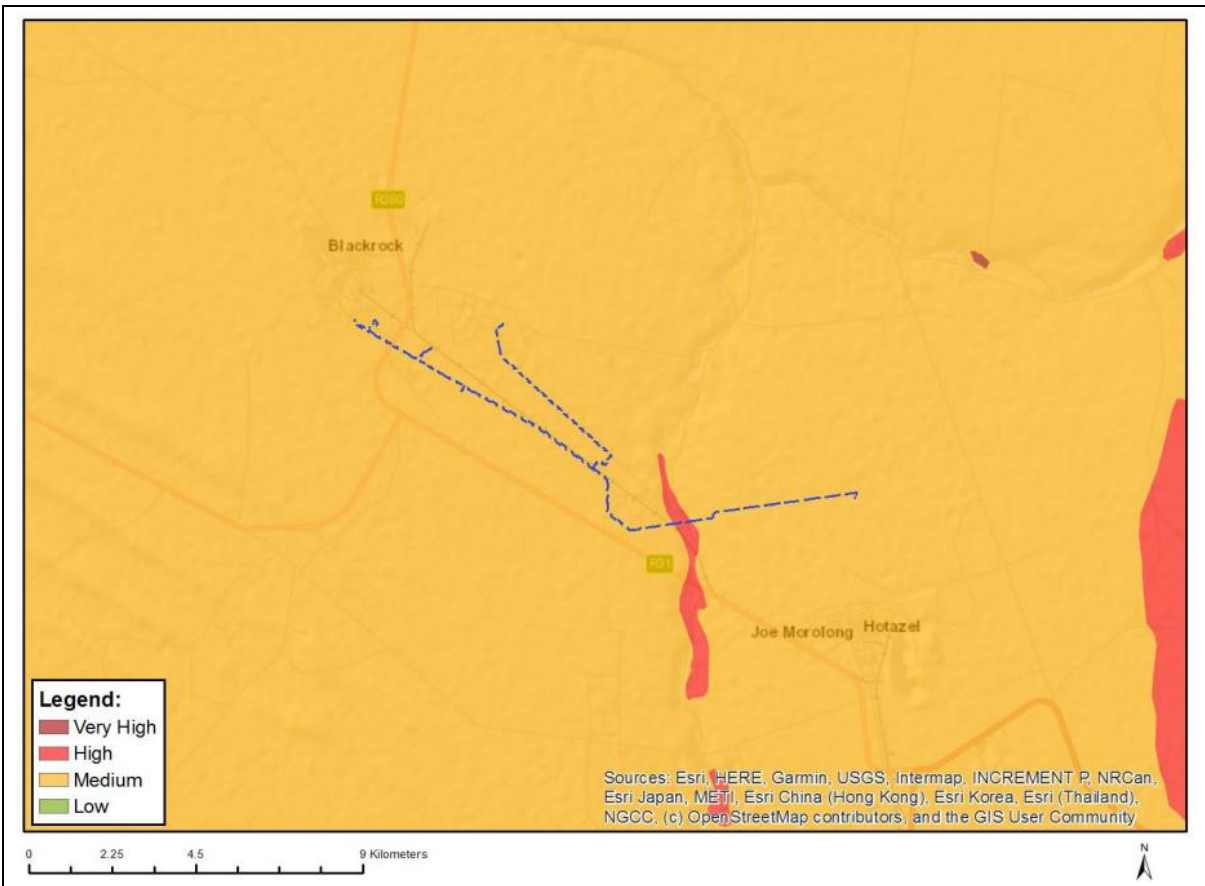 R380
Blackrock
R31
Joe Morolong
Hotazel
Legend:
Very High
High
Medium
Low
Sources: Esri, HERE, Garmin, USGS, Intermap, INCREMENT P, NRCan,
Esri Japan, METI, Esri China (Hong Kong), Esri Korea, Esri (Thailand),
NGCC, (c) OpenStreetMap contributors, and the GIS User Community
0 2.25 4.5 9 Kilometers
N